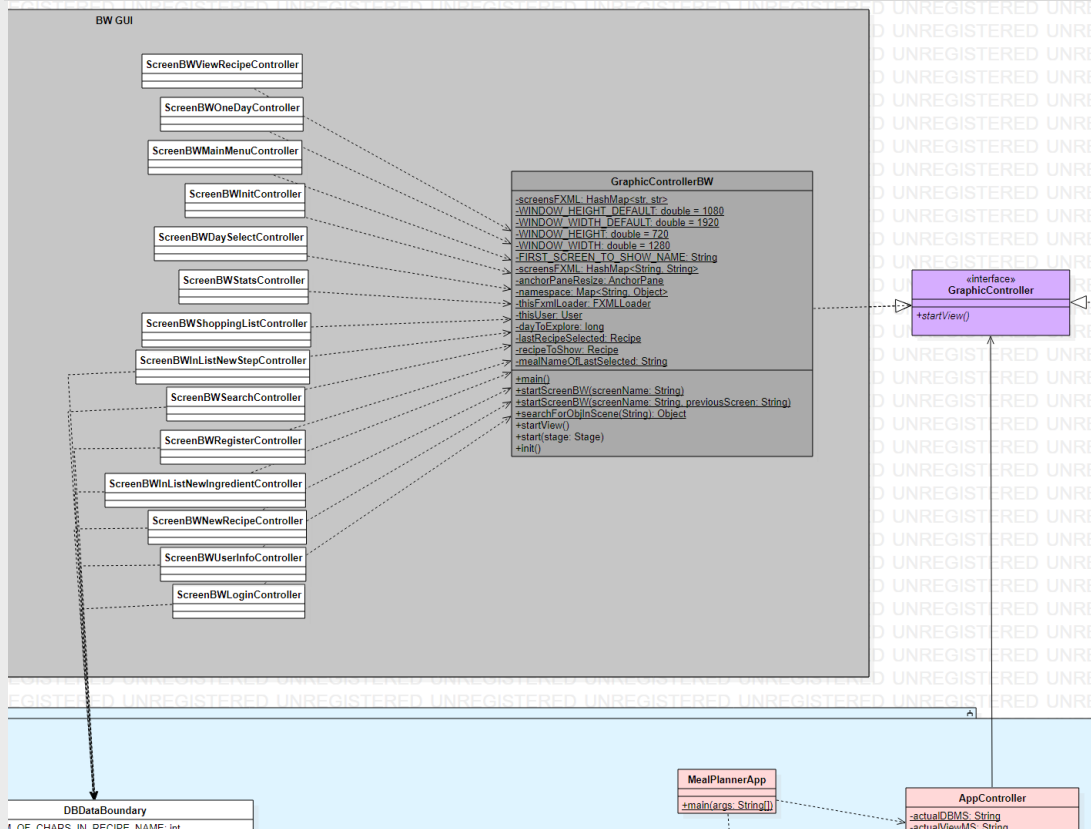 BW GUI
ScreenBWViewRecipeController
ScreenBWOneDayController
ScreenBWMainMenuController
ScreenBWInitController
ScreenBWDaySelectController
ScreenBWStatsController
ScreenBWShoppingListController
ScreenBWInListNewStepController
ScreenBWSearchController
ScreenBWRegisterController
ScreenBWInListNewIngredientController
ScreenBWNewRecipeController
ScreenBWUserInfoController
ScreenBWLoginController
GraphicControllerBW
-screensFXML: HashMap<str, str>
-WINDOW_HEIGHT_DEFAULT: double = 1080
-WINDOW_WIDTH_DEFAULT: double = 1920
-WINDOW_HEIGHT: double = 720
-WINDOW_WIDTH: double = 1280
-FIRST_SCREEN_TO_SHOW_NAME: String
-screensFXML: HashMap<String, String>
-anchorPaneResize: AnchorPane
-namespace: Map<String, Object>
-thisFxmlLoader: FXMLLoader
-thisUser: User
-dayToExplore: long
-lastRecipeSelected: Recipe
-recipeToShow: Recipe
-mealNameOfLastSelected: String
+main()
+startScreenBW(screenName: String)
+startScreenBW(screenName: String, previousScreen: String)
+searchForObjInScene(String): Object
+startView()
+start(stage: Stage)
+init()
«interface»
GraphicController
+startView()
DBDataBoundary
OF_CHARS_IN_RECIPE_NAME: int
MealPlannerApp
+main(args: String[])
AppController
-actualDBMS: String
-actualViewMS: String
UNREGISTERED